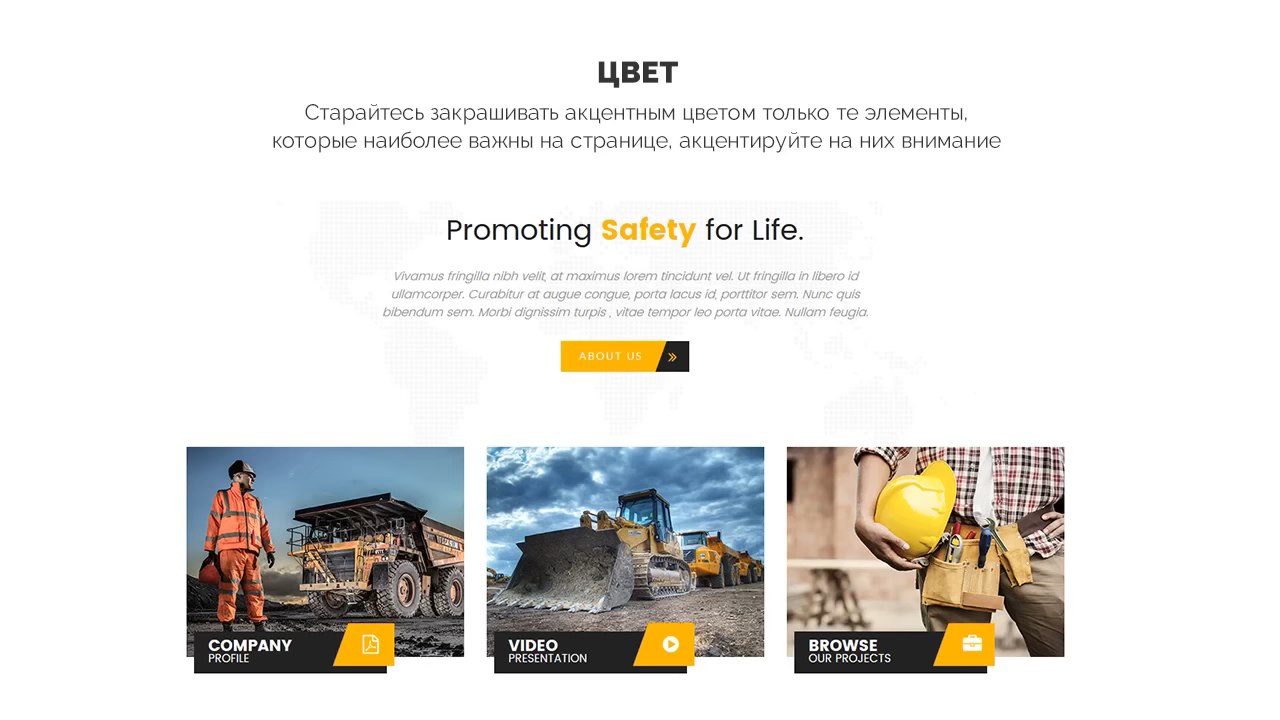 ЦВЕТ
Старайтесь закрашивать акцентным цветом только те элементы,
которые наиболее важны на странице, акцентируйте на них внимание
Promoting Safety for Life.
Vivamus fringilla nibh velit, at maximus lorem tincidunt vel. Ut fringilla in libero id
ullamcorper. Curabitur at augue congue, porta lacus id, porttitor sem. Nunc quis
bibendum sem. Morbi dignissim turpis , vitae tempor leo porta vitae. Nullam feugia.
ABOUT US
COMPANY
PROFILE
VIDEO
PRESENTATION
BROWSE
OUR PROJECTS